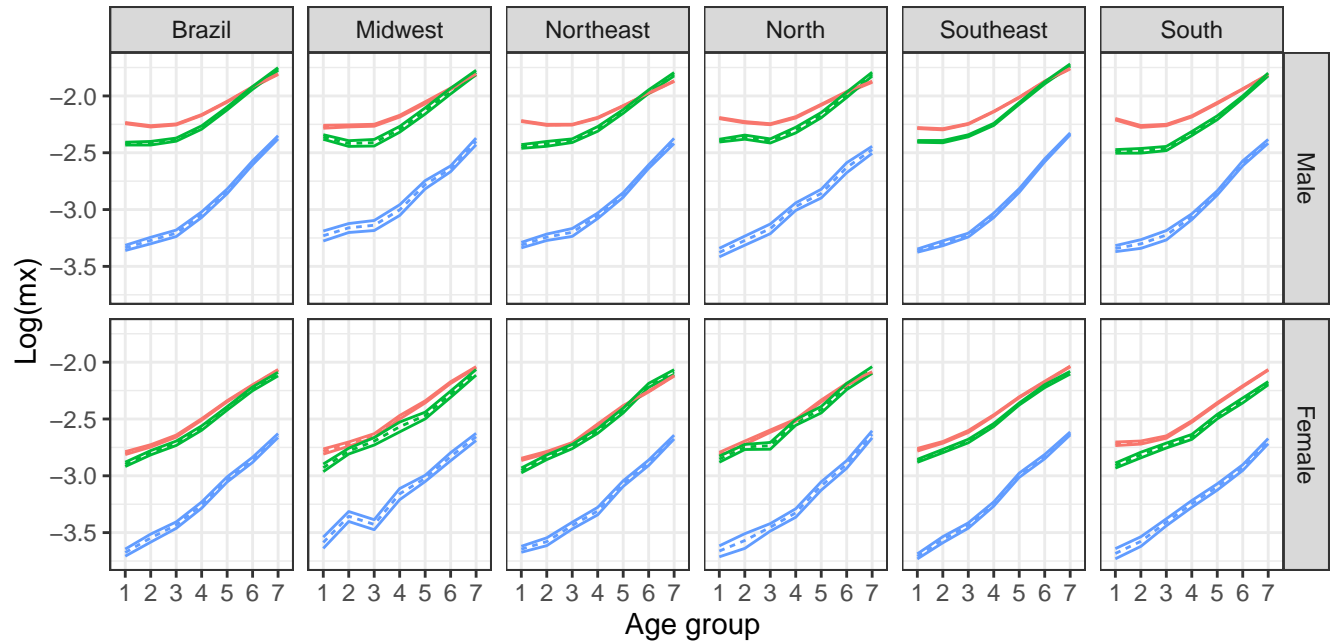 Brazil Midwest Northeast North Southeast South
−2.0
−2.5
−3.0
−3.5
Male
−2.0
−2.5
−3.0
−3.5
Female
Log(mx)
1 2 3 4 5 6 7 1 2 3 4 5 6 7 1 2 3 4 5 6 7 1 2 3 4 5 6 7 1 2 3 4 5 6 7 1 2 3 4 5 6 7
Age group